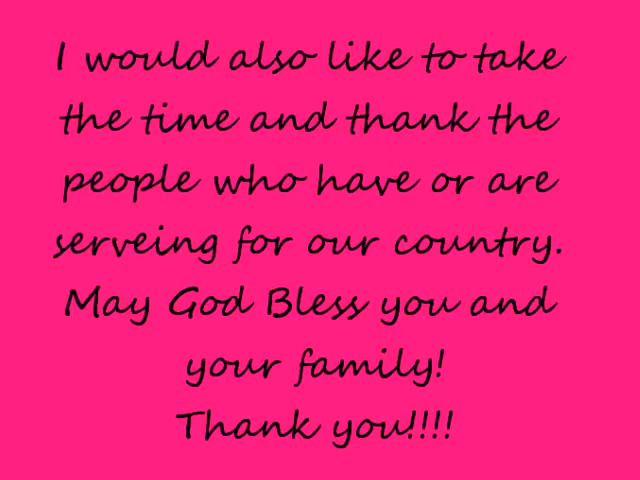 I would also like to take
the time and thank the
people who have or are
serveing for our country.
May God Bless you and
your family!
Thank you!!!!